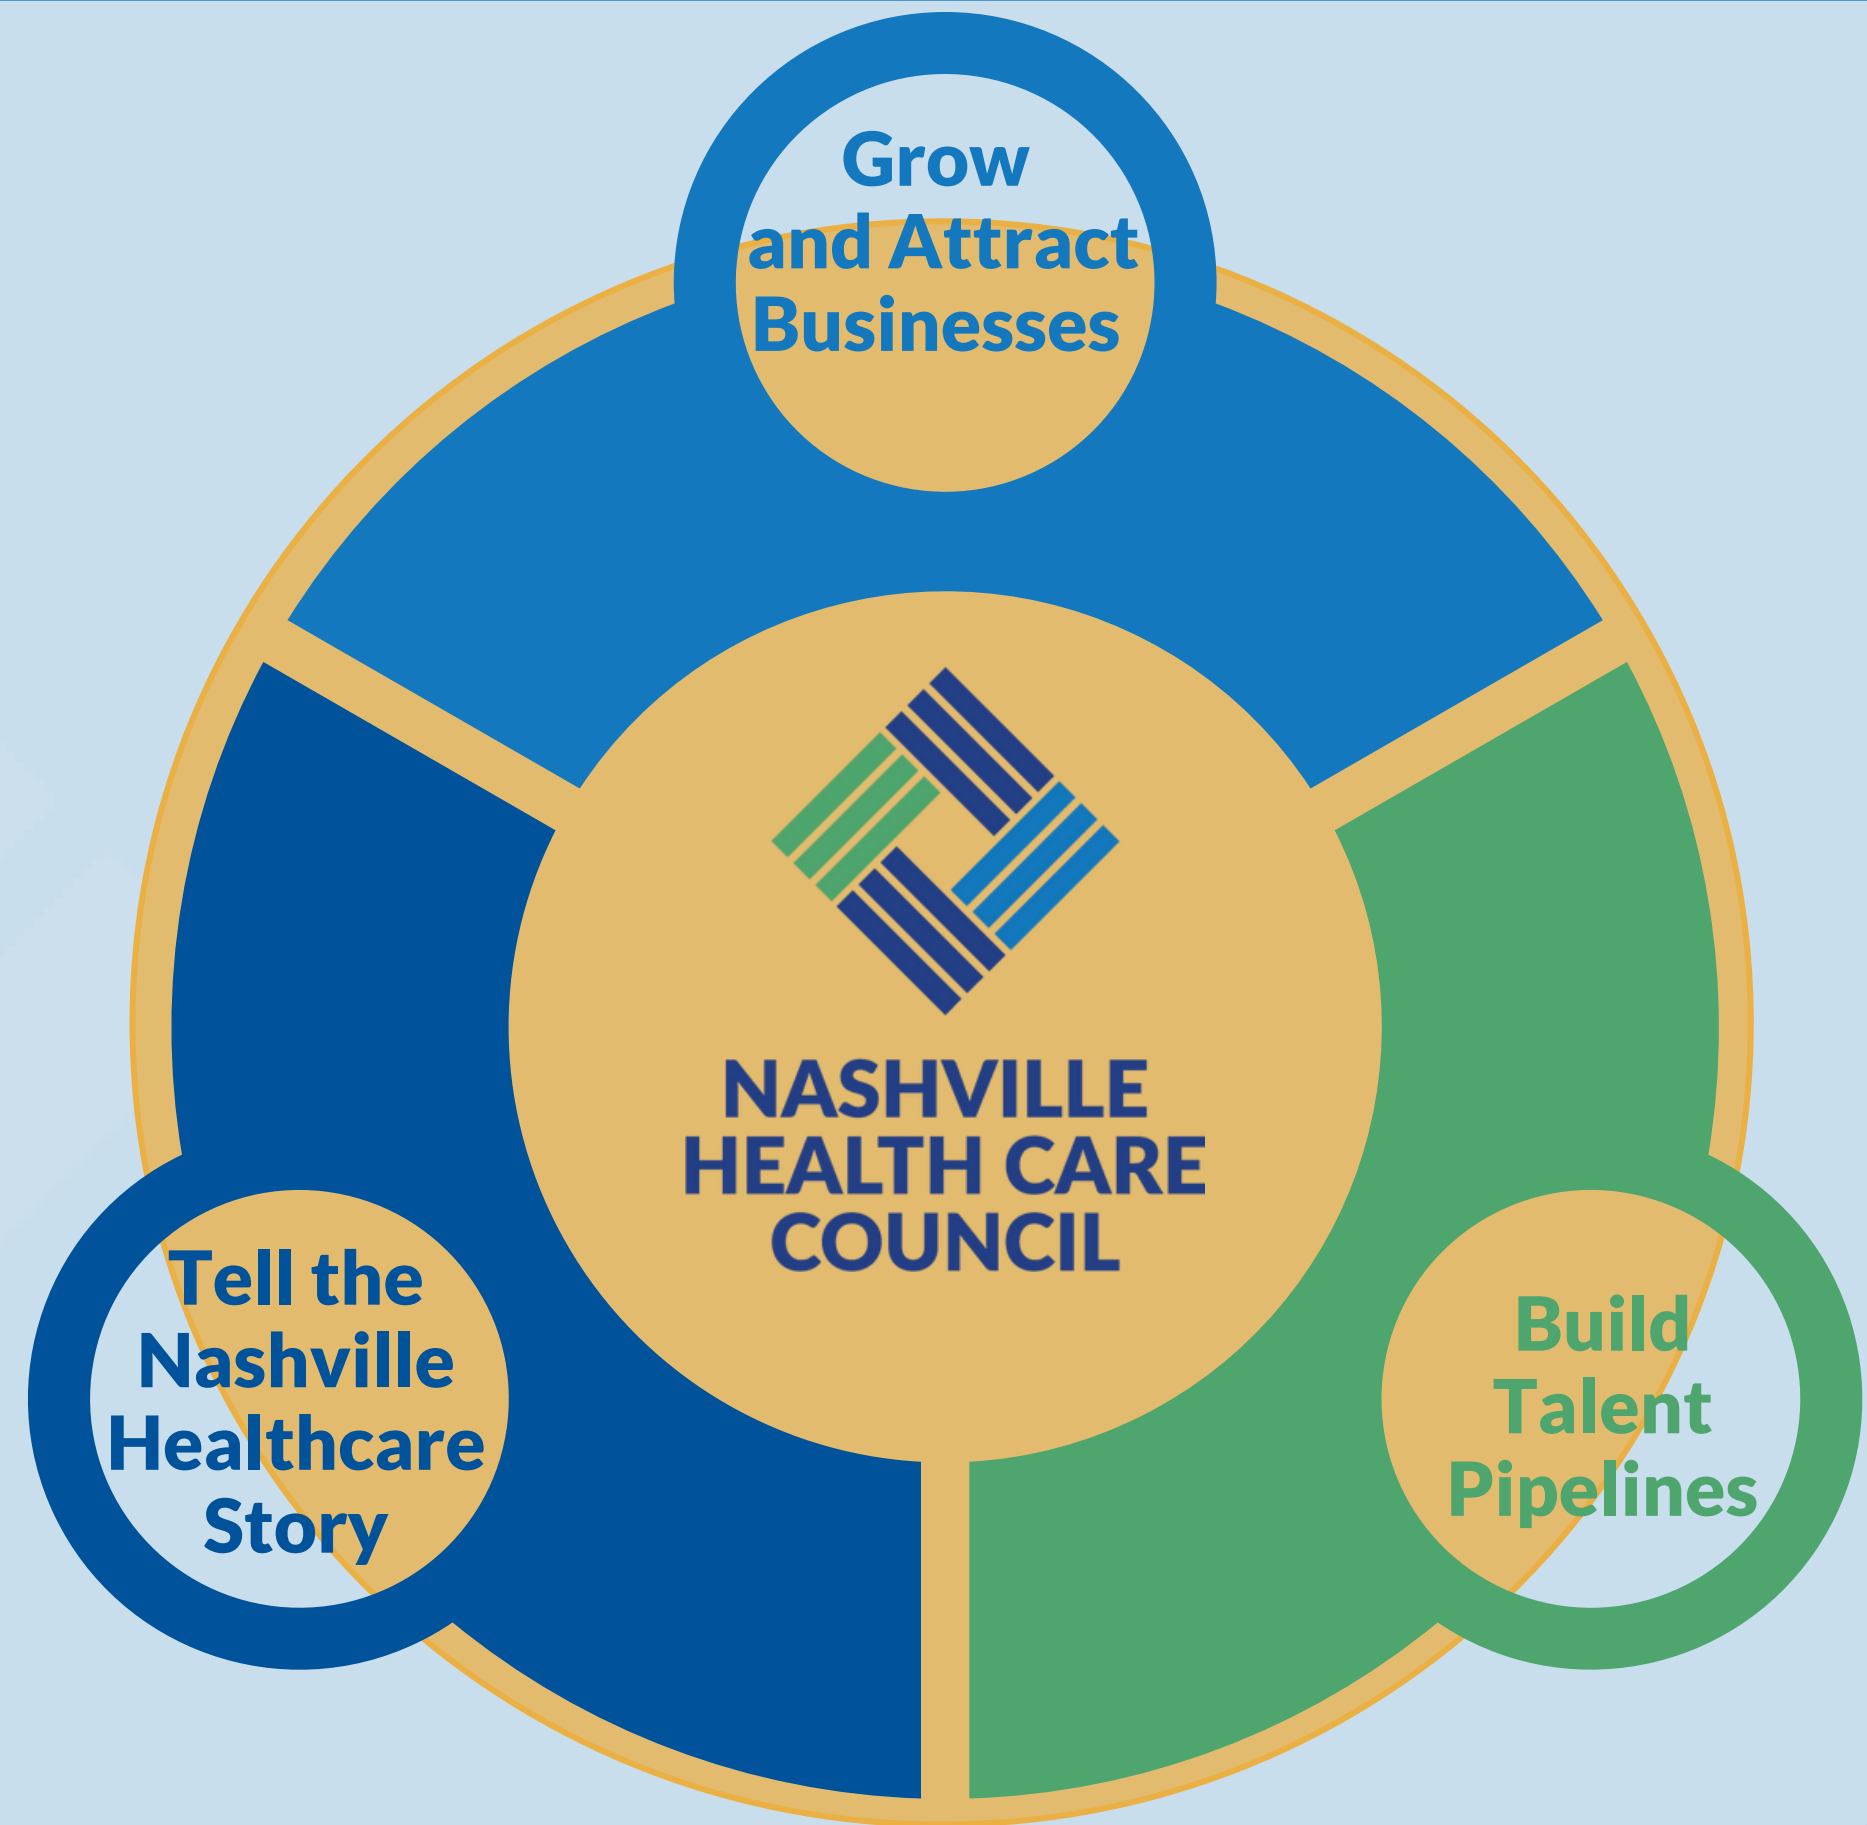 Grow
and Attract
Businesses
NASHVILLE
HEALTH CARE
COUNCIL
Tell the
Nashville
Healthcare
Story
Build
Talent
Pipelines